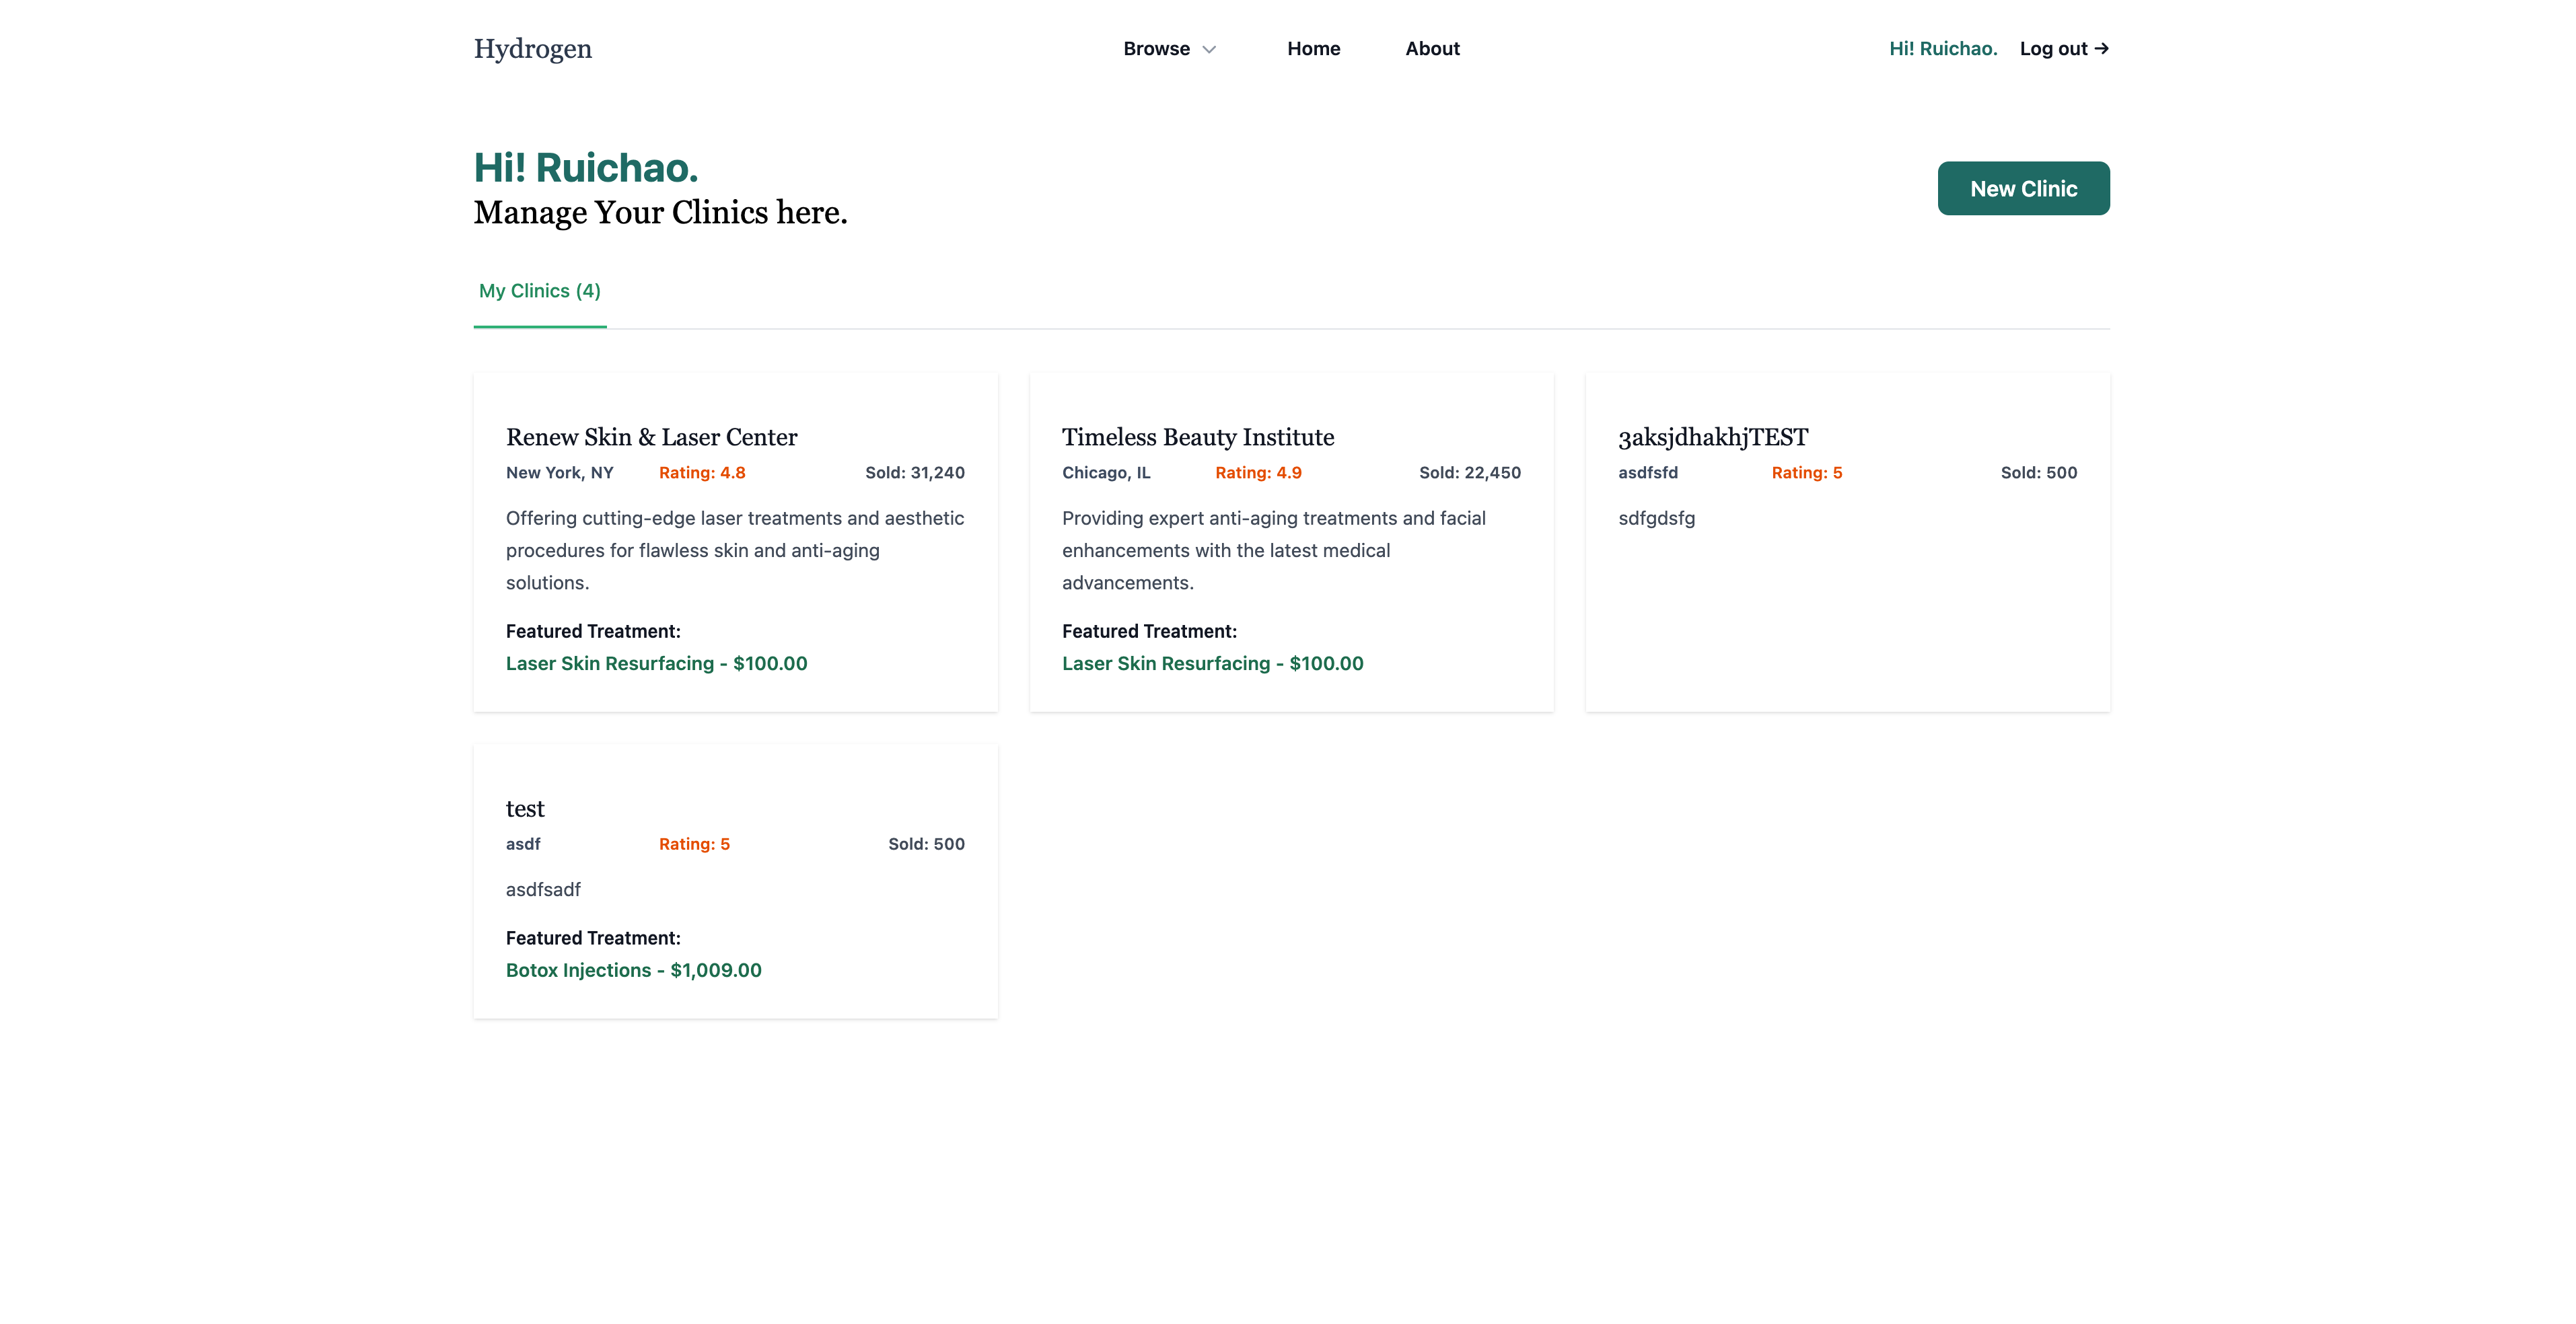 Hydrogen
Browse Home About
Hi! Ruichao. Log out →
Hi! Ruichao.
Manage Your Clinics here.
New Clinic
My Clinics (4)
Renew Skin & Laser Center
New York, NY Rating: 4.8 Sold: 31,240
Offering cutting-edge laser treatments and aesthetic
procedures for flawless skin and anti-aging
solutions.
Featured Treatment:
Laser Skin Resurfacing - $100.00
Timeless Beauty Institute
Chicago, IL Rating: 4.9 Sold: 22,450
Providing expert anti-aging treatments and facial
enhancements with the latest medical
advancements.
Featured Treatment:
Laser Skin Resurfacing - $100.00
3aksjdhakhjTEST
asdfsfd Rating: 5 Sold: 500
sdfgdsfg
test
asdf Rating: 5 Sold: 500
asdfsadf
Featured Treatment:
Botox Injections - $1,009.00